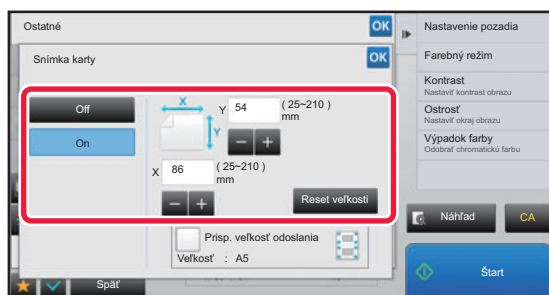 Ostatné
OK
Snímka karty
OK
Off
On
X
Y
Y 54 (25~210) mm
X 86 (25~210) mm
Reset veľkosti
Prisp. veľkosť odoslania
Veľkosť : A5
Späť
Nastavenie pozadia
Farebný režim
Kontrast
Nastaviť kontrast obrazu
Ostrosť
Nastaviť okraj obrazu
Výpadok farby
Odobrať chromatickú farbu
Náhľad
CA
Štart